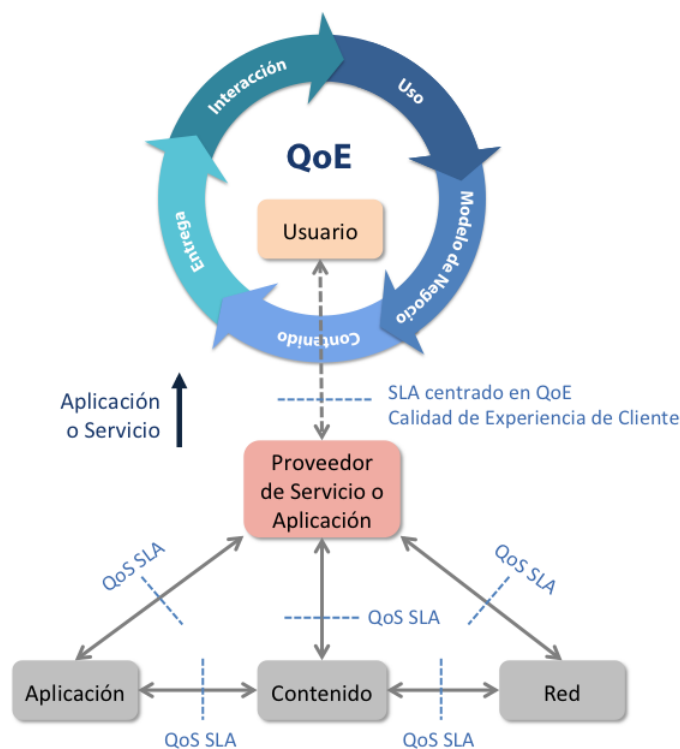 Interacción
Uso
QoE
Usuario
Entrega
Modelo de Negocio
Contenido
Aplicación
o Servicio
SLA centrado en QoE
Calidad de Experiencia de Cliente
Proveedor
de Servicio o
Aplicación
QoS SLA
QoS SLA
QoS SLA
Aplicación
Contenido
Red
QoS SLA
QoS SLA